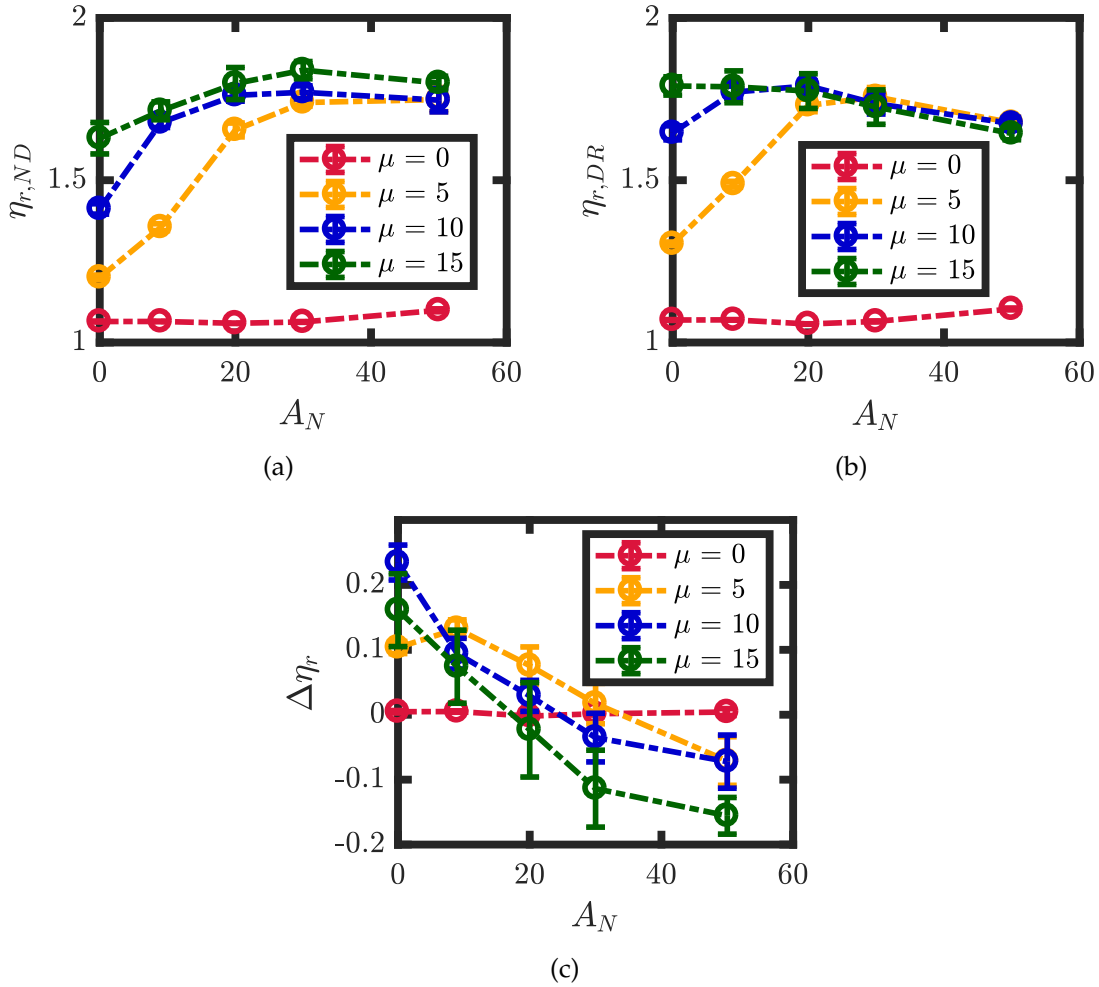 2
1.5
1
η_{r,ND}
0 20 40 60
A_N
μ = 0
μ = 5
μ = 10
μ = 15
(a)
2
1.5
1
η_{r,DR}
0 20 40 60
A_N
μ = 0
μ = 5
μ = 10
μ = 15
(b)
0.2
0.1
0
-0.1
-0.2
Δη_r
0 20 40 60
A_N
μ = 0
μ = 5
μ = 10
μ = 15
(c)